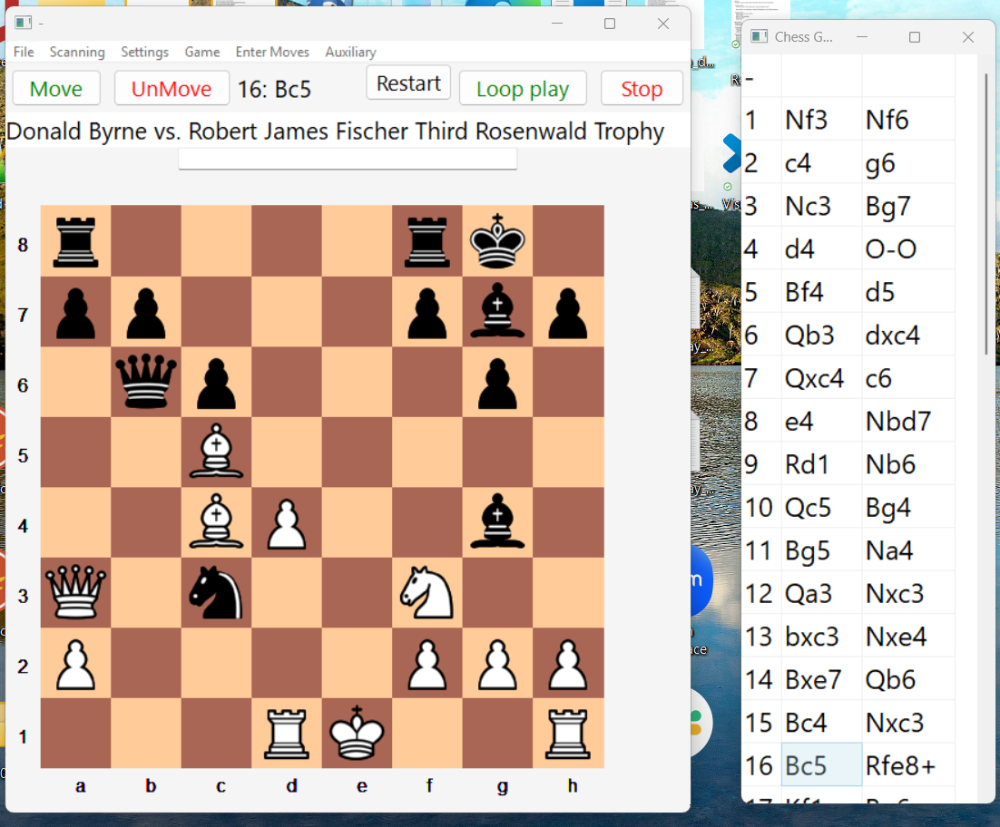 -
File Scanning Settings Game Enter Moves Auxiliary
Move UnMove 16: Bc5 Restart Loop play Stop
Donald Byrne vs. Robert James Fischer Third Rosenwald Trophy
8
7
6
5
4
3
2
1
a b c d e f g h
Chess G...
-
1 Nf3 Nf6
2 c4 g6
3 Nc3 Bg7
4 d4 O-O
5 Bf4 d5
6 Qb3 dxc4
7 Qxc4 c6
8 e4 Nbd7
9 Rd1 Nb6
10 Qc5 Bg4
11 Bg5 Na4
12 Qa3 Nxc3
13 bxc3 Nxe4
14 Bxe7 Qb6
15 Bc4 Nxc3
16 Bc5 Rfe8+
17 Kf1